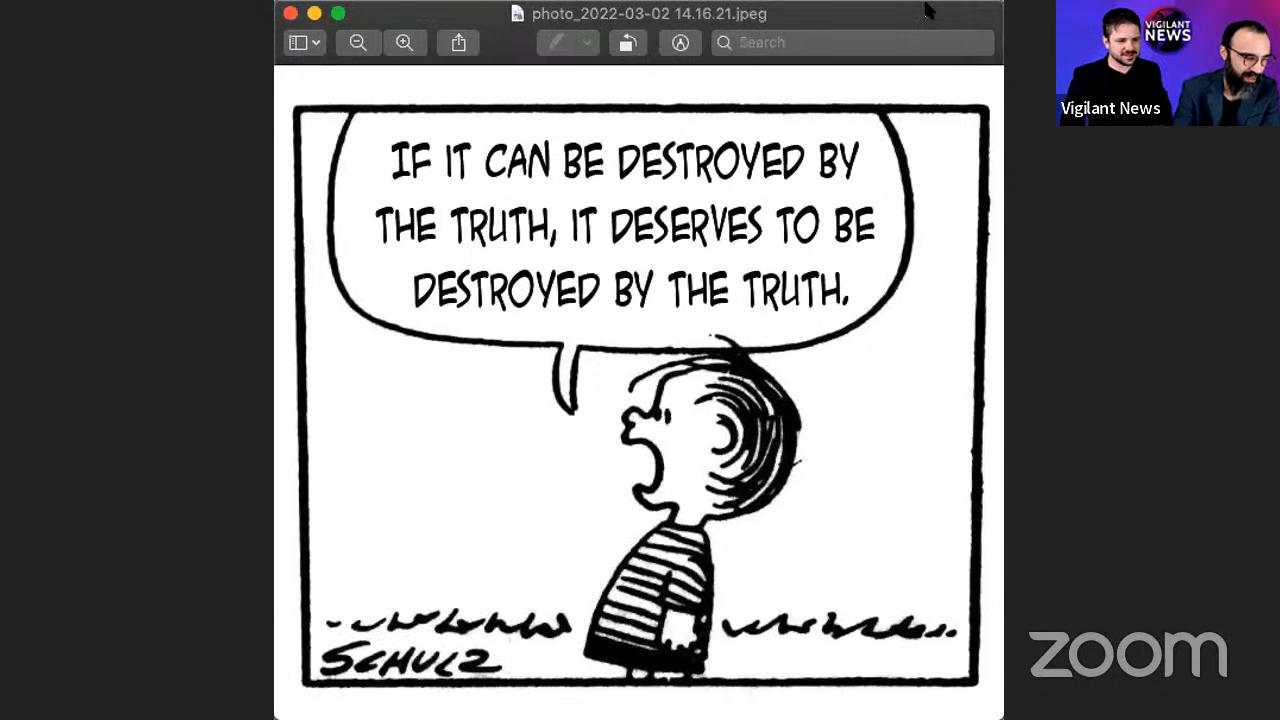 photo_2022-03-02 14.16.21.jpeg
Search
VIGILANT
NEWS
Vigilant News
IF IT CAN BE DESTROYED BY
THE TRUTH, IT DESERVES TO BE
DESTROYED BY THE TRUTH.
SCHULZ
zoom